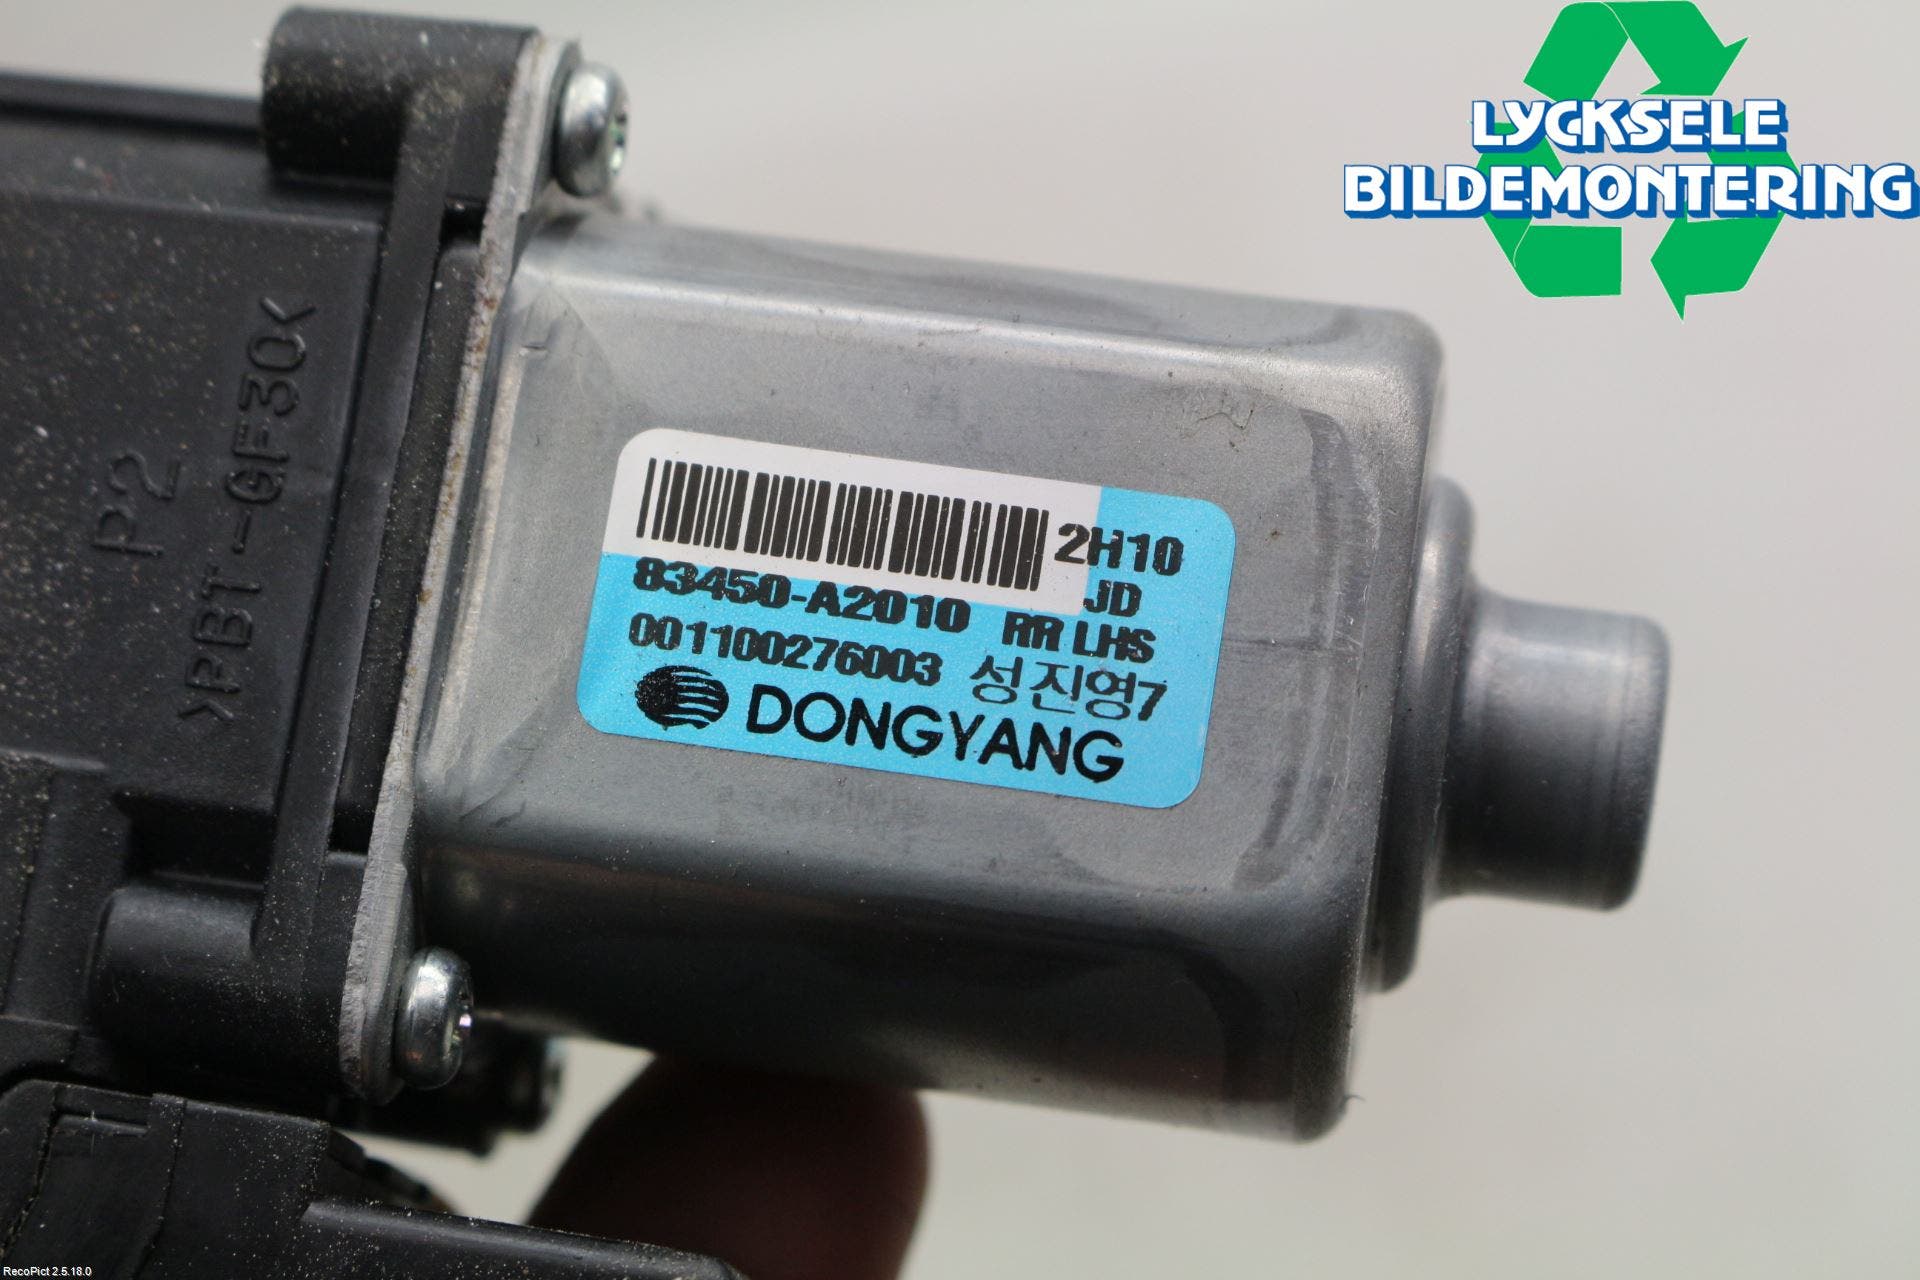 LYCKSELE
BILDEMONTERING
>PBT-GF30<
P2
2H10
JD
83450-A2010 RR LHS
001100276003 성진영7
DONGYANG
RecoPict 2.5.18.0